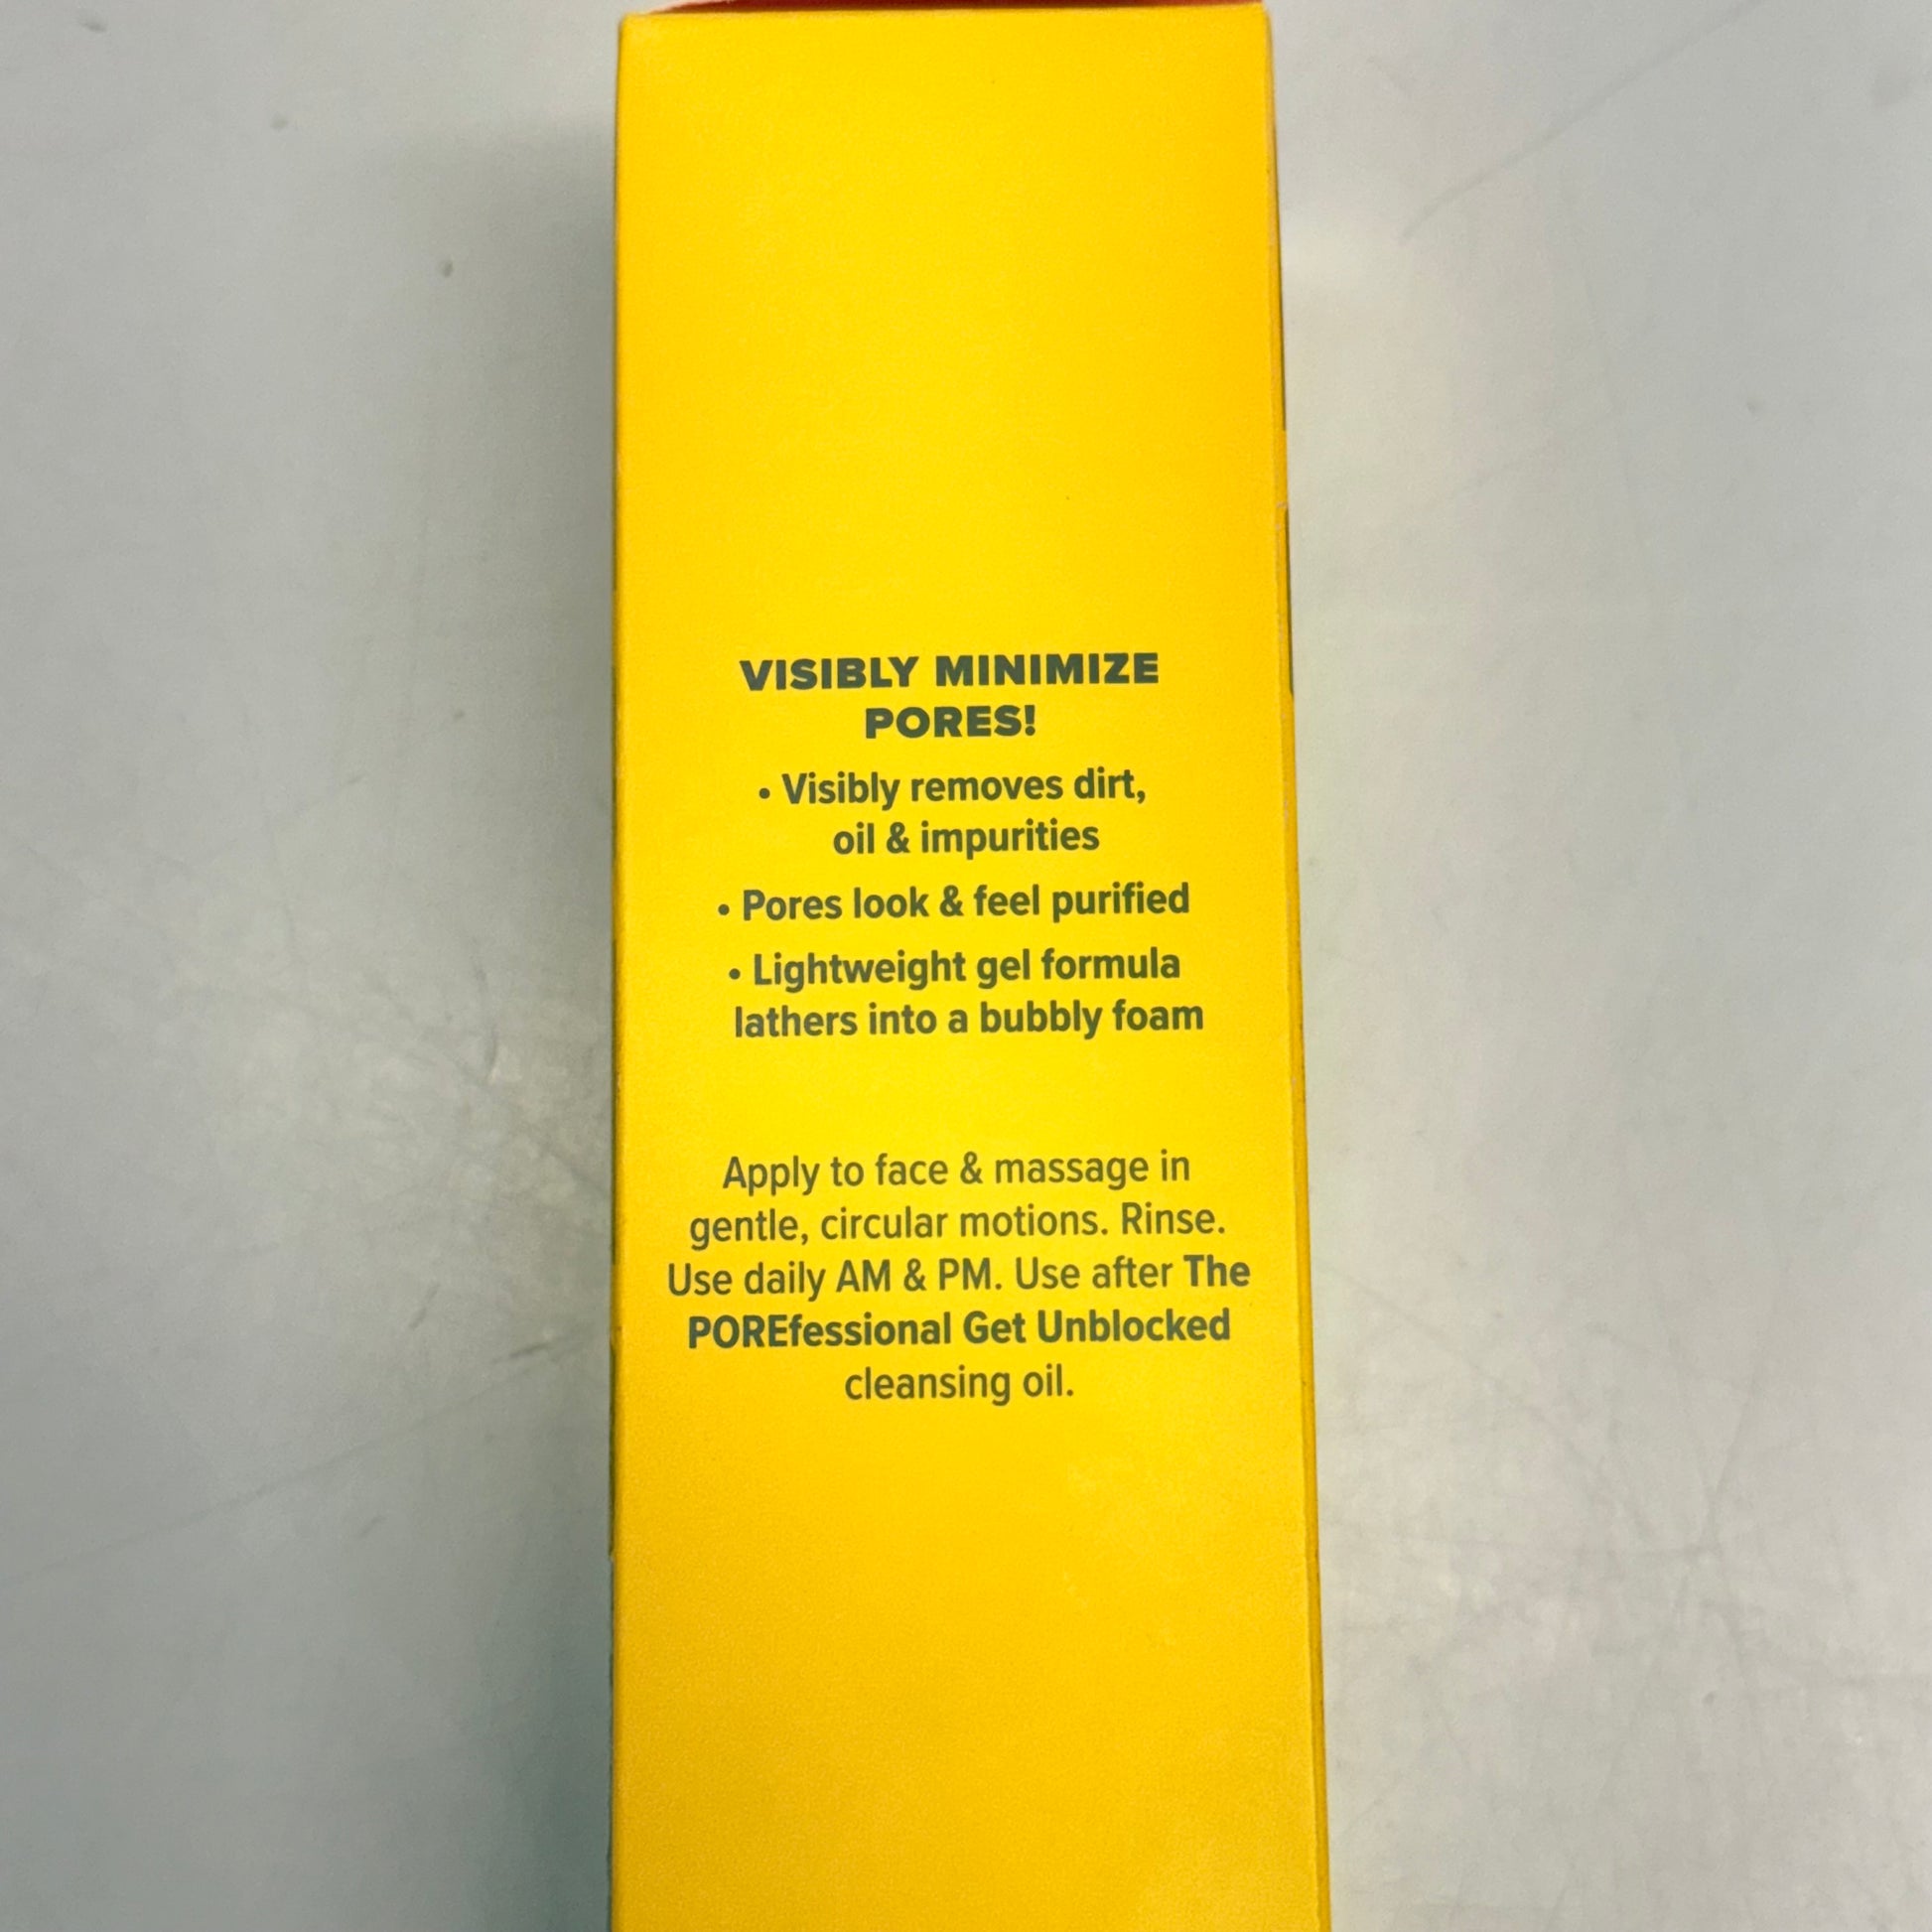 VISIBLY MINIMIZE
PORES!
• Visibly removes dirt,
oil & impurities
• Pores look & feel purified
• Lightweight gel formula
lathers into a bubbly foam
Apply to face & massage in
gentle, circular motions. Rinse.
Use daily AM & PM. Use after The
POREfessional Get Unblocked
cleansing oil.